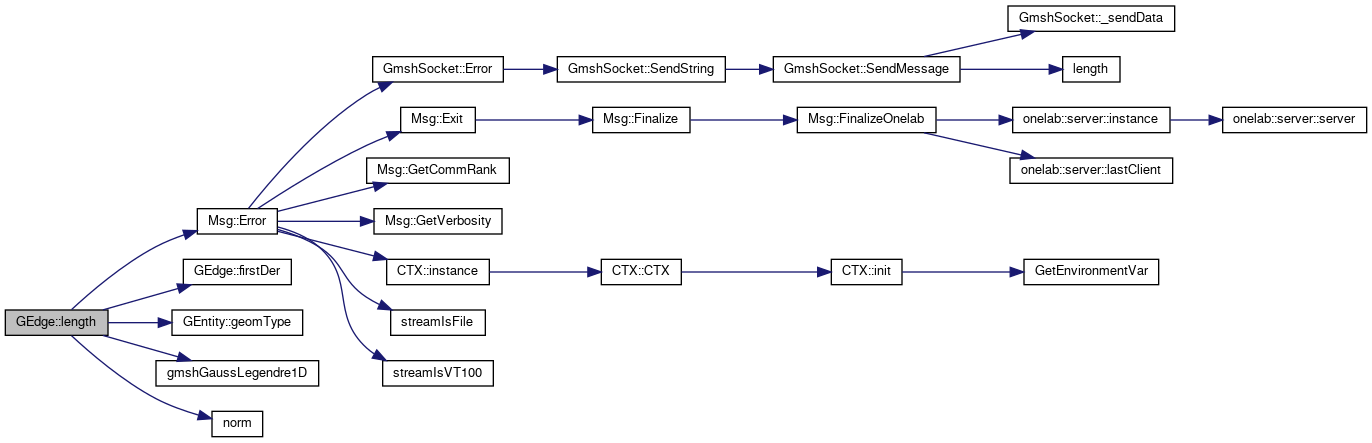 GmshSocket::_sendData
GmshSocket::Error
GmshSocket::SendString
GmshSocket::SendMessage
length
Msg::Exit
Msg::Finalize
Msg::FinalizeOnelab
onelab::server::instance
onelab::server::server
Msg::GetCommRank
onelab::server::lastClient
Msg::Error
Msg::GetVerbosity
GEdge::firstDer
CTX::instance
CTX::CTX
CTX::init
GetEnvironmentVar
GEdge::length
GEntity::geomType
streamIsFile
gmshGaussLegendre1D
streamIsVT100
norm